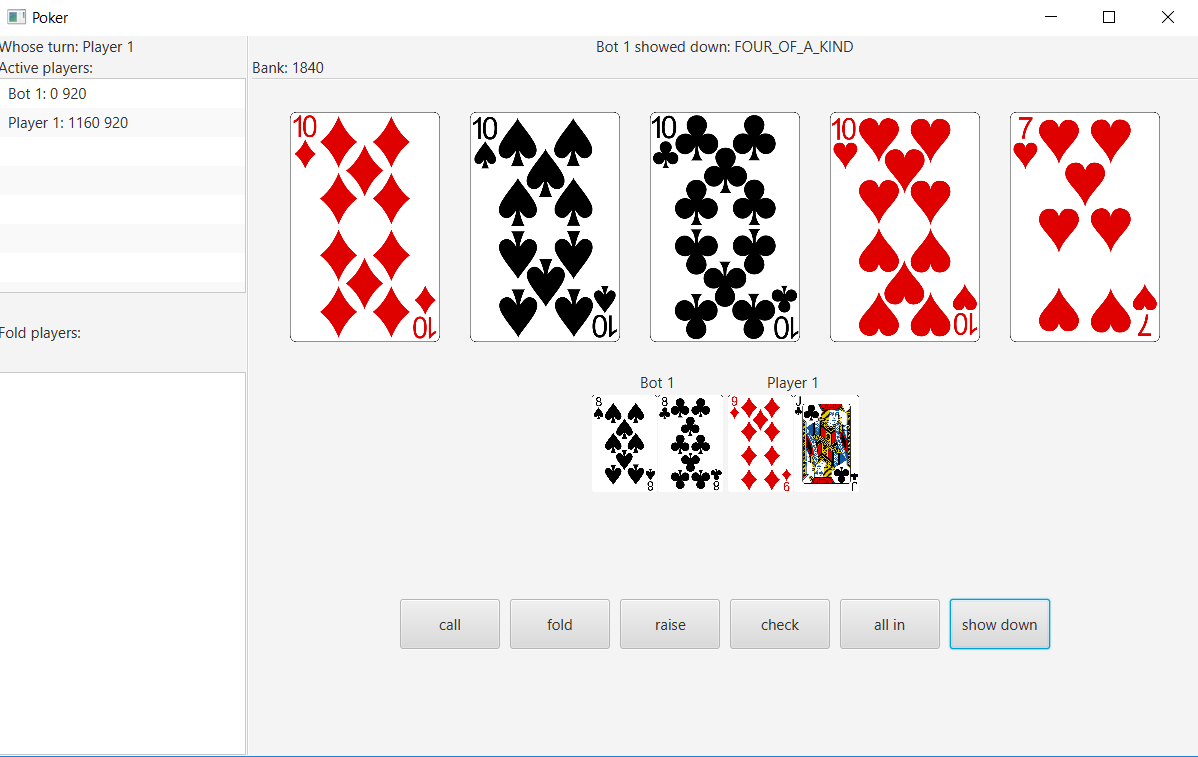 Poker
Whose turn: Player 1
Active players:
Bot 1: 0 920
Player 1: 1160 920
Fold players:
Bot 1 showed down: FOUR_OF_A_KIND
Bank: 1840
10 10 10 10 7
10 10 10 10 7
Bot 1 Player 1
8 8 9 J
8 8 9 J
call fold raise check all in show down